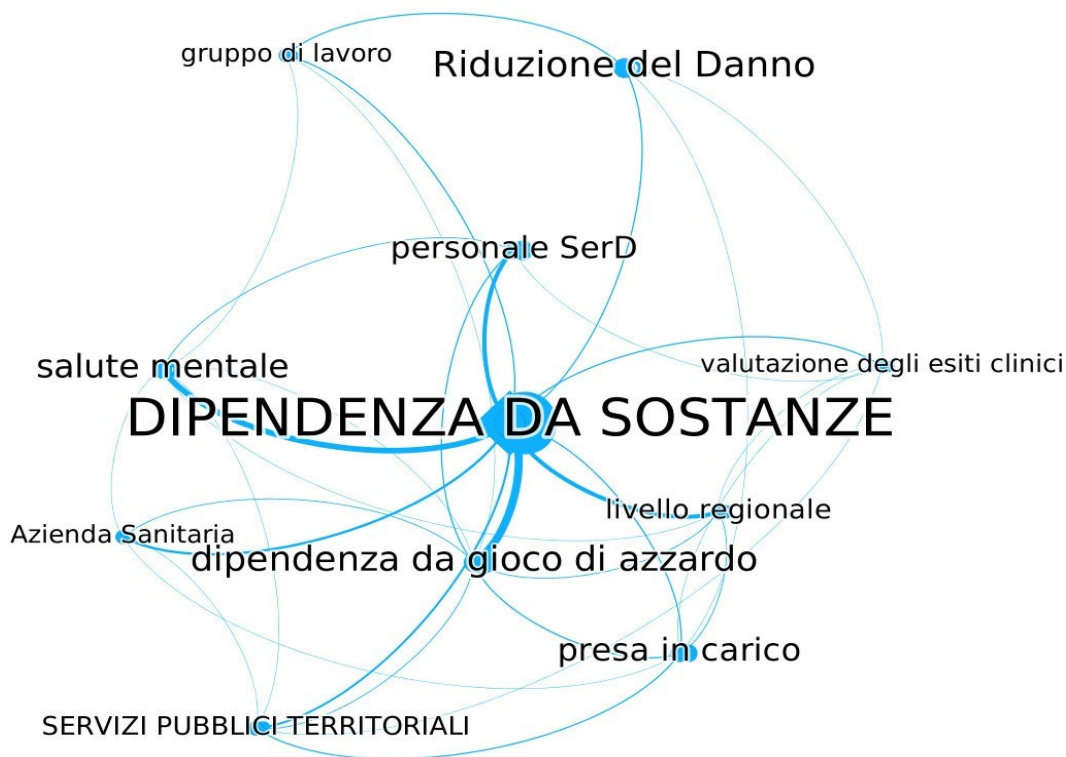 gruppo di lavoro
Riduzione del Danno
personale SerD
salute mentale
valutazione degli esiti clinici
DIPENDENZA DA SOSTANZE
livello regionale
Azienda Sanitaria
dipendenza da gioco di azzardo
presa in carico
SERVIZI PUBBLICI TERRITORIALI